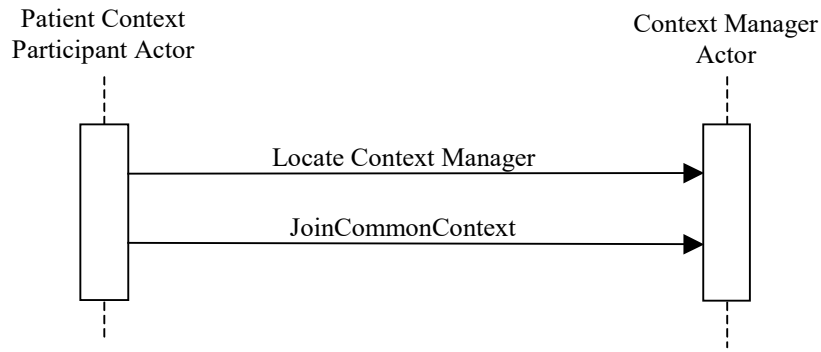 Patient Context
Participant Actor
Context Manager
Actor
Locate Context Manager
JoinCommonContext